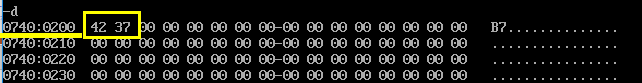 -d
0740:0200  42 37 00 00 00 00 00 00-00 00 00 00 00 00 00 00   B7..............
0740:0210  00 00 00 00 00 00 00 00-00 00 00 00 00 00 00 00   ................
0740:0220  00 00 00 00 00 00 00 00-00 00 00 00 00 00 00 00   ................
0740:0230  00 00 00 00 00 00 00 00-00 00 00 00 00 00 00 00   ................